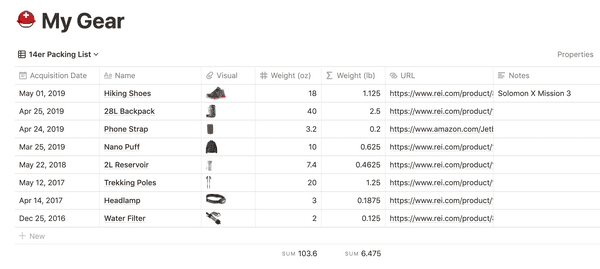 My Gear
14er Packing List
Properties
Acquisition Date Name Visual Weight (oz) Weight (lb) URL Notes
May 01, 2019 Hiking Shoes 18 1.125 https://www.rei.com/product/ Solomon X Mission 3
Apr 25, 2019 28L Backpack 40 2.5 https://www.rei.com/product/
Apr 24, 2019 Phone Strap 3.2 0.2 https://www.amazon.com/Jet
Mar 25, 2019 Nano Puff 10 0.625 https://www.rei.com/product/
May 22, 2018 2L Reservoir 7.4 0.4625 https://www.rei.com/product/
May 12, 2017 Trekking Poles 20 1.25 https://www.rei.com/product/
Apr 14, 2017 Headlamp 3 0.1875 https://www.rei.com/product/
Dec 25, 2016 Water Filter 2 0.125 https://www.rei.com/product/
+ New
SUM 103.6 SUM 6.475